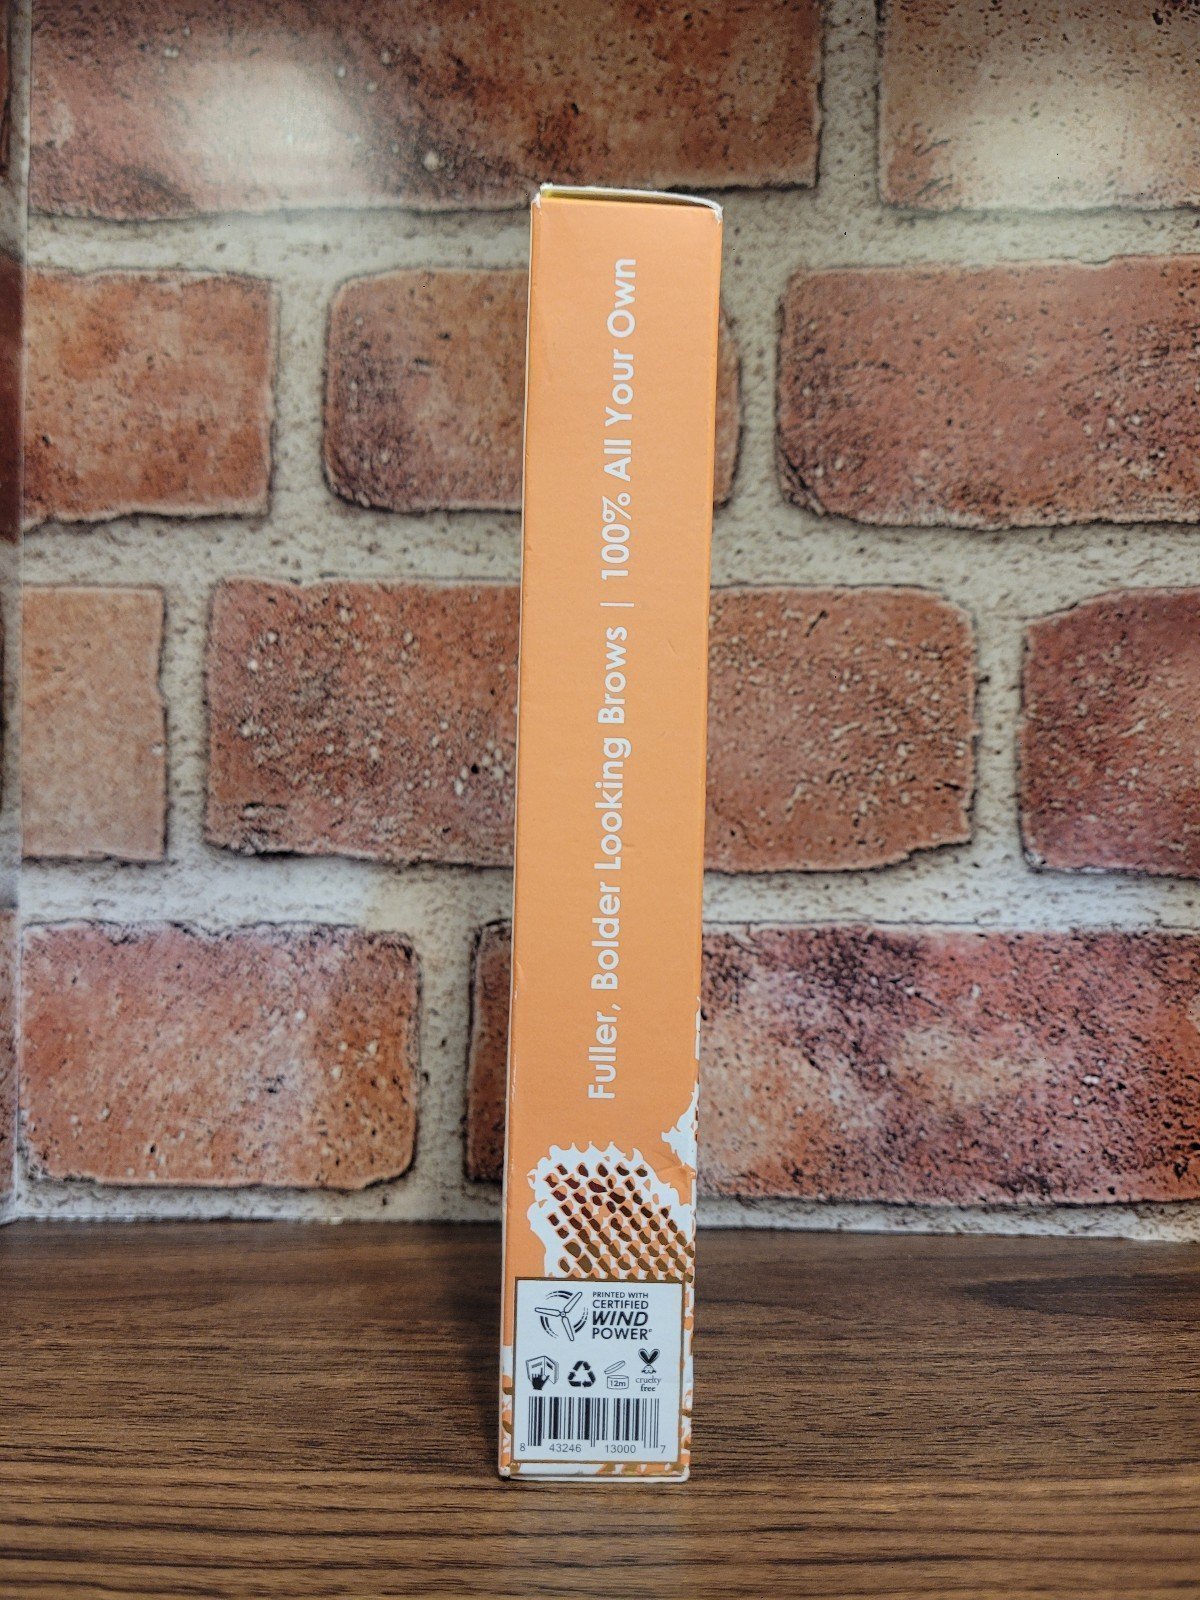 Fuller, Bolder Looking Brows | 100% All Your Own
PRINTED WITH
CERTIFIED
WIND
POWER
12m
cruelty
free
8 43246 13000 7